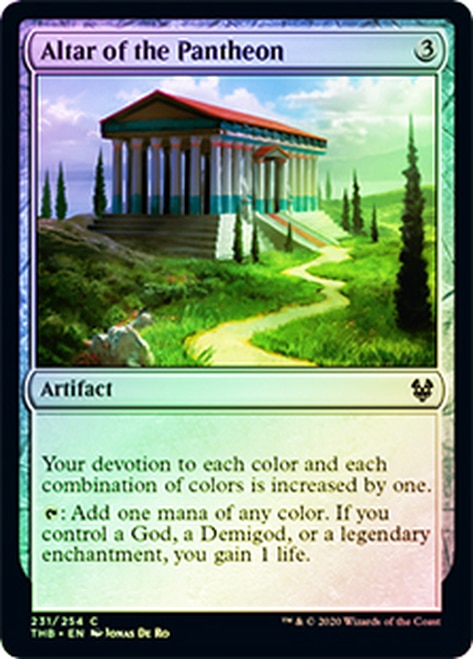 Altar of the Pantheon 3
Artifact
Your devotion to each color and each
combination of colors is increased by one.
: Add one mana of any color. If you
control a God, a Demigod, or a legendary
enchantment, you gain 1 life.
231/254 C
THB • EN Jonas De Ro
™ & © 2020 Wizards of the Coast